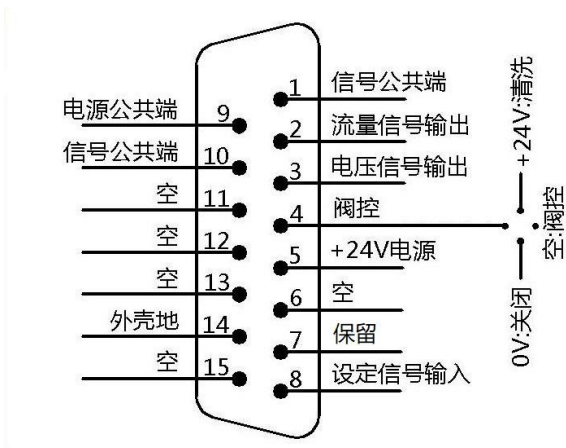 电源公共端 9
信号公共端 10
空 11
空 12
空 13
外壳地 14
空 15
1 信号公共端
2 流量信号输出
3 电压信号输出
4 阀控
5 +24V电源
6 空
7 保留
8 设定信号输入
+24V:清洗
空:阀控
0V:关闭